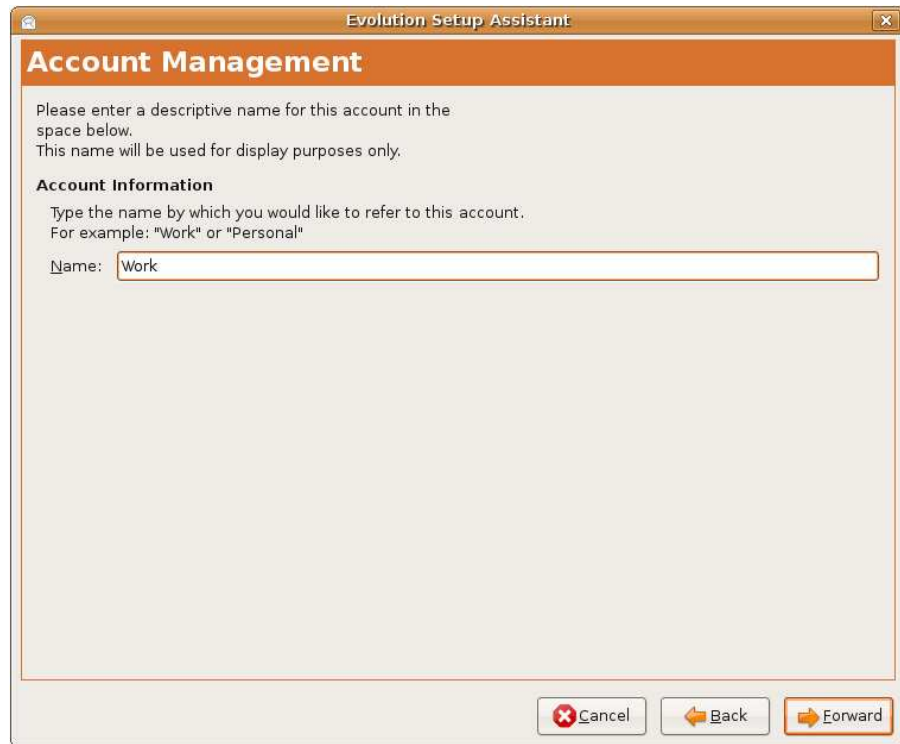 Evolution Setup Assistant
Account Management
Please enter a descriptive name for this account in the
space below.
This name will be used for display purposes only.
Account Information
Type the name by which you would like to refer to this account.
For example: "Work" or "Personal"
Name: Work
Cancel Back Forward